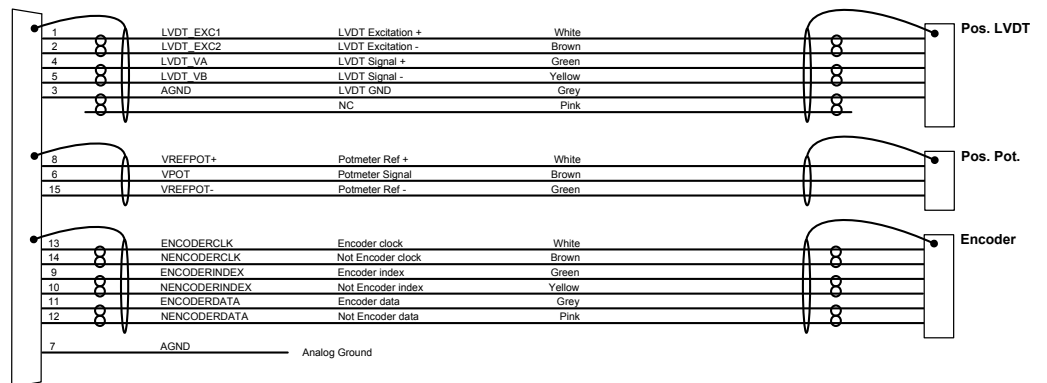 1 LVDT_EXC1 LVDT Excitation + White Pos. LVDT
2 LVDT_EXC2 LVDT Excitation - Brown
4 LVDT_VA LVDT Signal + Green
5 LVDT_VB LVDT Signal - Yellow
3 AGND LVDT GND Grey
NC Pink
8 VREFPOT+ Potmeter Ref + White Pos. Pot.
6 VPOT Potmeter Signal Brown
15 VREFPOT- Potmeter Ref - Green
13 ENCODERCLK Encoder clock White Encoder
14 NENCODERCLK Not Encoder clock Brown
9 ENCODERINDEX Encoder index Green
10 NENCODERINDEX Not Encoder index Yellow
11 ENCODERDATA Encoder data Grey
12 NENCODERDATA Not Encoder data Pink
7 AGND Analog Ground